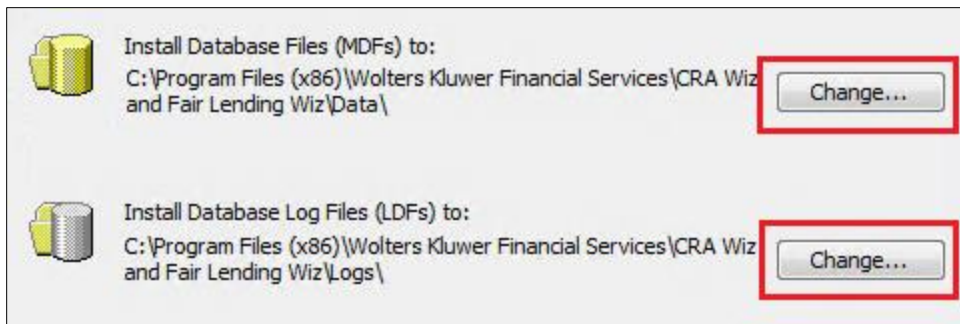 Install Database Files (MDFs) to:
C:\Program Files (x86)\Wolters Kluwer Financial Services\CRA Wiz
and Fair Lending Wiz\Data\
Change...
Install Database Log Files (LDFs) to:
C:\Program Files (x86)\Wolters Kluwer Financial Services\CRA Wiz
and Fair Lending Wiz\Logs\
Change...